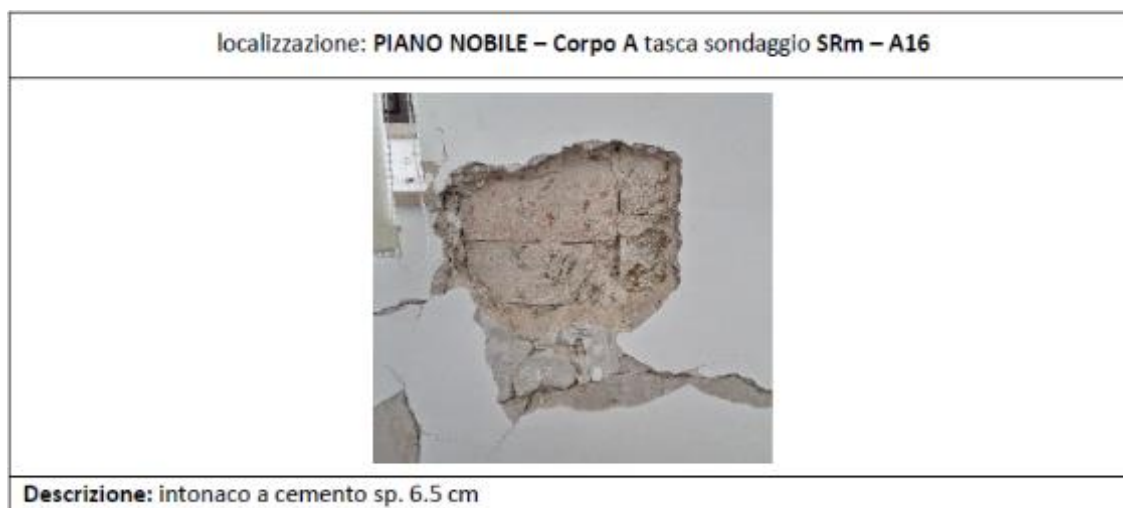 localizzazione: PIANO NOBILE – Corpo A tasca sondaggio SRm – A16
Descrizione: intonaco a cemento sp. 6.5 cm